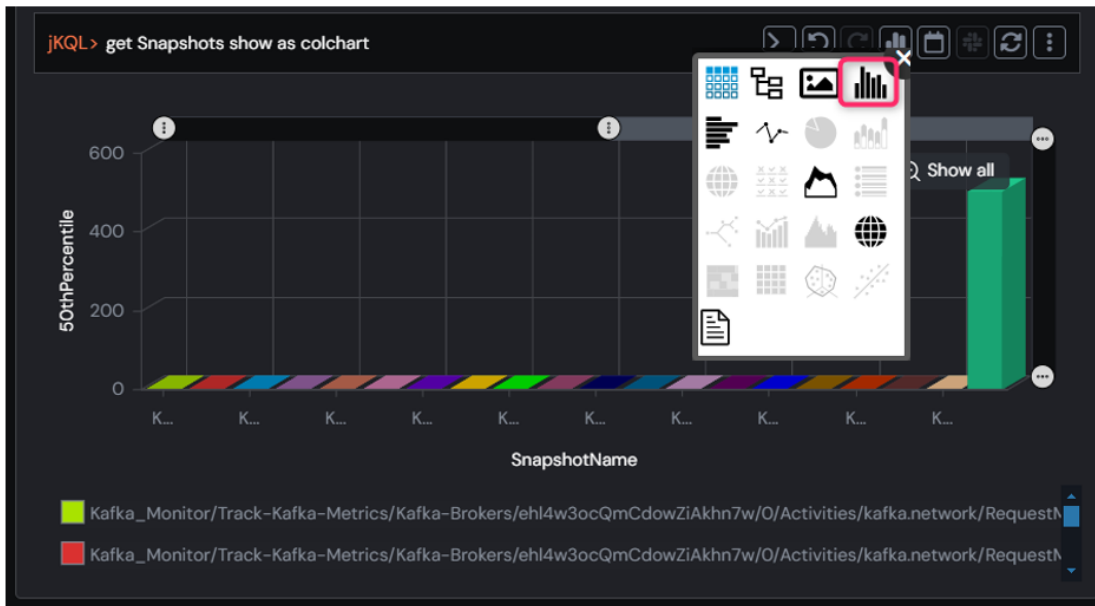 jKQL> get Snapshots show as colchart
Show all
600
400
200
0
50thPercentile
K... K... K... K... K... K... K... K... K... K...
SnapshotName
Kafka_Monitor/Track-Kafka-Metrics/Kafka-Brokers/ehl4w3ocQmCdowZiAkhn7w/0/Activities/kafka.network/RequestM
Kafka_Monitor/Track-Kafka-Metrics/Kafka-Brokers/ehl4w3ocQmCdowZiAkhn7w/0/Activities/kafka.network/RequestM